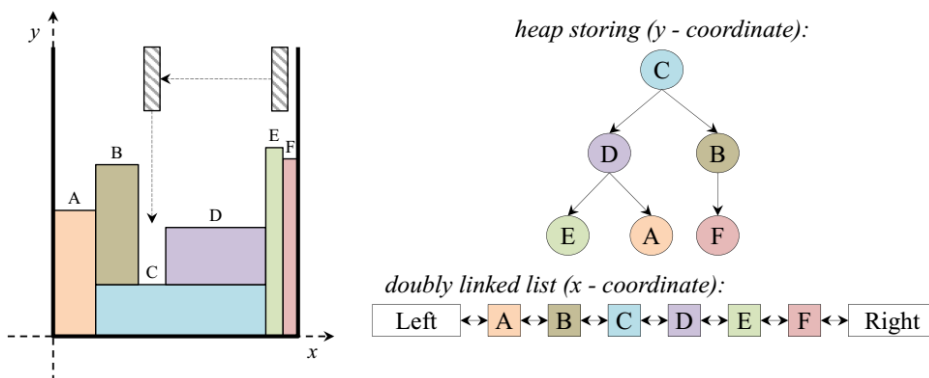 y
A
B
C
D
E
F
x
heap storing (y - coordinate):
C
D
B
E
A
F
doubly linked list (x - coordinate):
Left A B C D E F Right